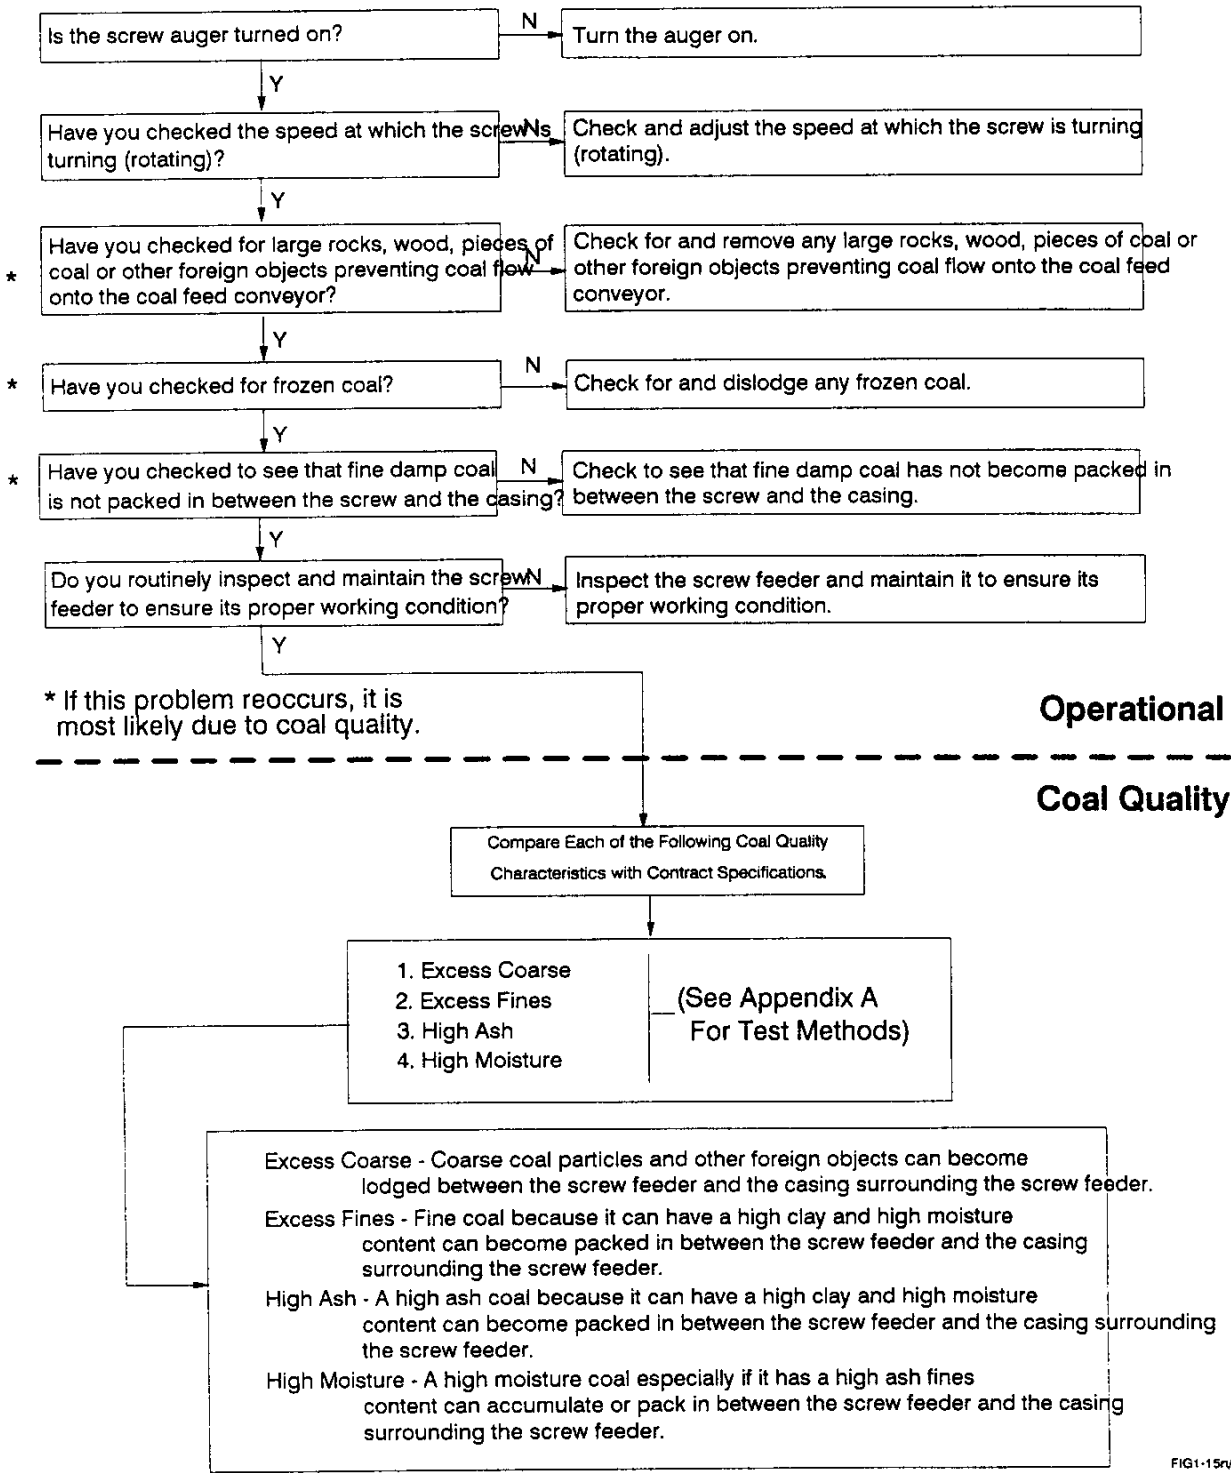 Is the screw auger turned on?
N
Turn the auger on.
Y
Have you checked the speed at which the screw is
turning (rotating)?
N
Check and adjust the speed at which the screw is turning
(rotating).
Y
*
Have you checked for large rocks, wood, pieces of
coal or other foreign objects preventing coal flow
onto the coal feed conveyor?
N
Check for and remove any large rocks, wood, pieces of coal or
other foreign objects preventing coal flow onto the coal feed
conveyor.
Y
*
Have you checked for frozen coal?
N
Check for and dislodge any frozen coal.
Y
*
Have you checked to see that fine damp coal
is not packed in between the screw and the casing?
N
Check to see that fine damp coal has not become packed in
between the screw and the casing.
Y
Do you routinely inspect and maintain the screw
feeder to ensure its proper working condition?
N
Inspect the screw feeder and maintain it to ensure its
proper working condition.
Y
* If this problem reoccurs, it is
most likely due to coal quality.
Operational
Coal Quality
Compare Each of the Following Coal Quality
Characteristics with Contract Specifications.
1. Excess Coarse
2. Excess Fines
3. High Ash
4. High Moisture
(See Appendix A
For Test Methods)
Excess Coarse - Coarse coal particles and other foreign objects can become
lodged between the screw feeder and the casing surrounding the screw feeder.
Excess Fines - Fine coal because it can have a high clay and high moisture
content can become packed in between the screw feeder and the casing
surrounding the screw feeder.
High Ash - A high ash coal because it can have a high clay and high moisture
content can become packed in between the screw feeder and the casing surrounding
the screw feeder.
High Moisture - A high moisture coal especially if it has a high ash fines
content can accumulate or pack in between the screw feeder and the casing
surrounding the screw feeder.